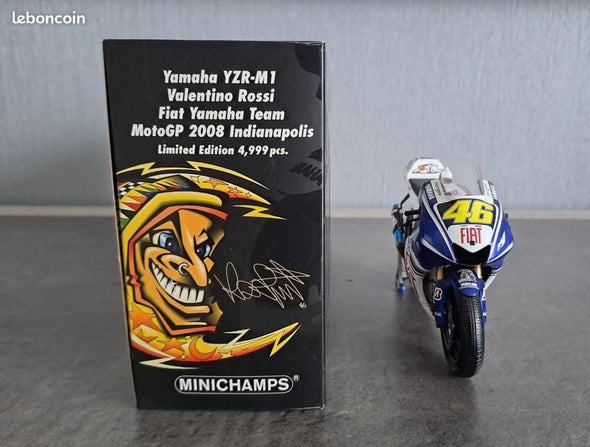 leboncoin
Yamaha YZR-M1
Valentino Rossi
Fiat Yamaha Team
MotoGP 2008 Indianapolis
Limited Edition 4,999 pcs.
46
FIAT
MINICHAMPS®